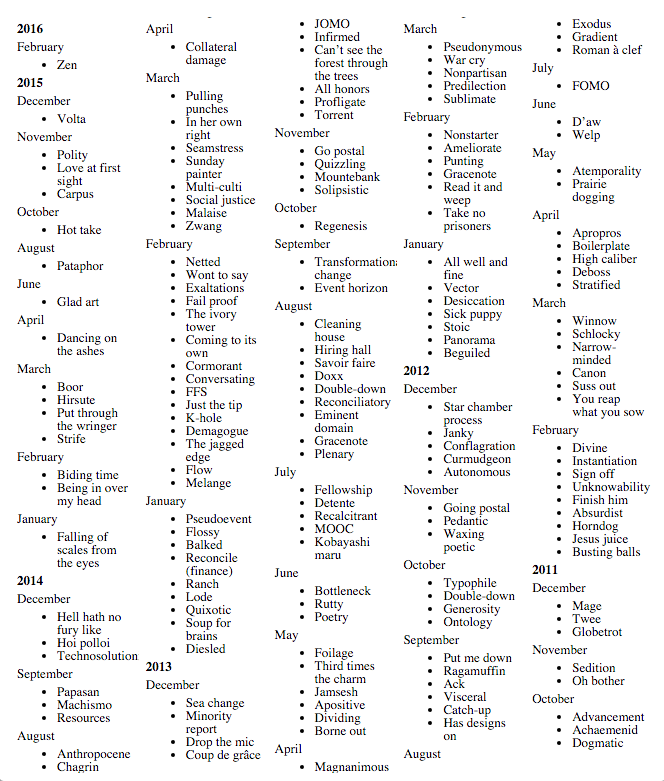 2016
February
• Zen
2015
December
• Volta
November
• Polity
• Love at first
sight
• Carpus
October
• Hot take
August
• Pataphor
June
• Glad art
April
• Dancing on
the ashes
March
• Boor
• Hirsute
• Put through
the wringer
• Strife
February
• Biding time
• Being in over
my head
January
• Falling of
scales from
the eyes
2014
December
• Hell hath no
fury like
• Hoi polloi
• Technosolution
September
• Papasan
• Machismo
• Resources
August
• Anthropocene
• Chagrin
April
• Collateral
damage
March
• Pulling
punches
• In her own
right
• Seamstress
• Sunday
painter
• Multi-culti
• Social justice
• Malaise
• Zwang
February
• Netted
• Wont to say
• Exaltations
• Fail proof
• The ivory
tower
• Coming to its
own
• Cormorant
• Conversating
• FFS
• Just the tip
• K-hole
• Demagogue
• The jagged
edge
• Flow
• Melange
January
• Pseudoevent
• Flossy
• Balked
• Reconcile
(finance)
• Ranch
• Lode
• Quixotic
• Soup for
brains
• Diesled
2013
December
• Sea change
• Minority
report
• Drop the mic
• Coup de grâce
• JOMO
• Infirmed
• Can't see the
forest through
the trees
• All honors
• Profligate
• Torrent
November
• Go postal
• Quizzling
• Mountebank
• Solipsistic
October
• Regenesis
September
• Transformationa
change
• Event horizon
August
• Cleaning
house
• Hiring hall
• Savoir faire
• Doxx
• Double-down
• Reconciliatory
• Eminent
domain
• Gracenote
• Plenary
July
• Fellowship
• Detente
• Recalcitrant
• MOOC
• Kobayashi
maru
June
• Bottleneck
• Rutty
• Poetry
May
• Foilage
• Third times
the charm
• Jamsesh
• Apositive
• Dividing
• Borne out
April
• Magnanimous
March
• Pseudonymous
• War cry
• Nonpartisan
• Predilection
• Sublimate
February
• Nonstarter
• Ameliorate
• Punting
• Gracenote
• Read it and
weep
• Take no
prisoners
January
• All well and
fine
• Vector
• Desiccation
• Sick puppy
• Stoic
• Panorama
• Beguiled
2012
December
• Star chamber
process
• Janky
• Conflagration
• Curmudgeon
• Autonomous
November
• Going postal
• Pedantic
• Waxing
poetic
October
• Typophile
• Double-down
• Generosity
• Ontology
September
• Put me down
• Ragamuffin
• Ack
• Visceral
• Catch-up
• Has designs
on
August
• Exodus
• Gradient
• Roman à clef
July
• FOMO
June
• D'aw
• Welp
May
• Atemporality
• Prairie
dogging
April
• Apropros
• Boilerplate
• High caliber
• Deboss
• Stratified
March
• Winnow
• Schlocky
• Narrow-
minded
• Canon
• Suss out
• You reap
what you sow
February
• Divine
• Instantiation
• Sign off
• Unknowability
• Finish him
• Absurdist
• Horndog
• Jesus juice
• Busting balls
2011
December
• Mage
• Twee
• Globetrot
November
• Sedition
• Oh bother
October
• Advancement
• Achaemenid
• Dogmatic